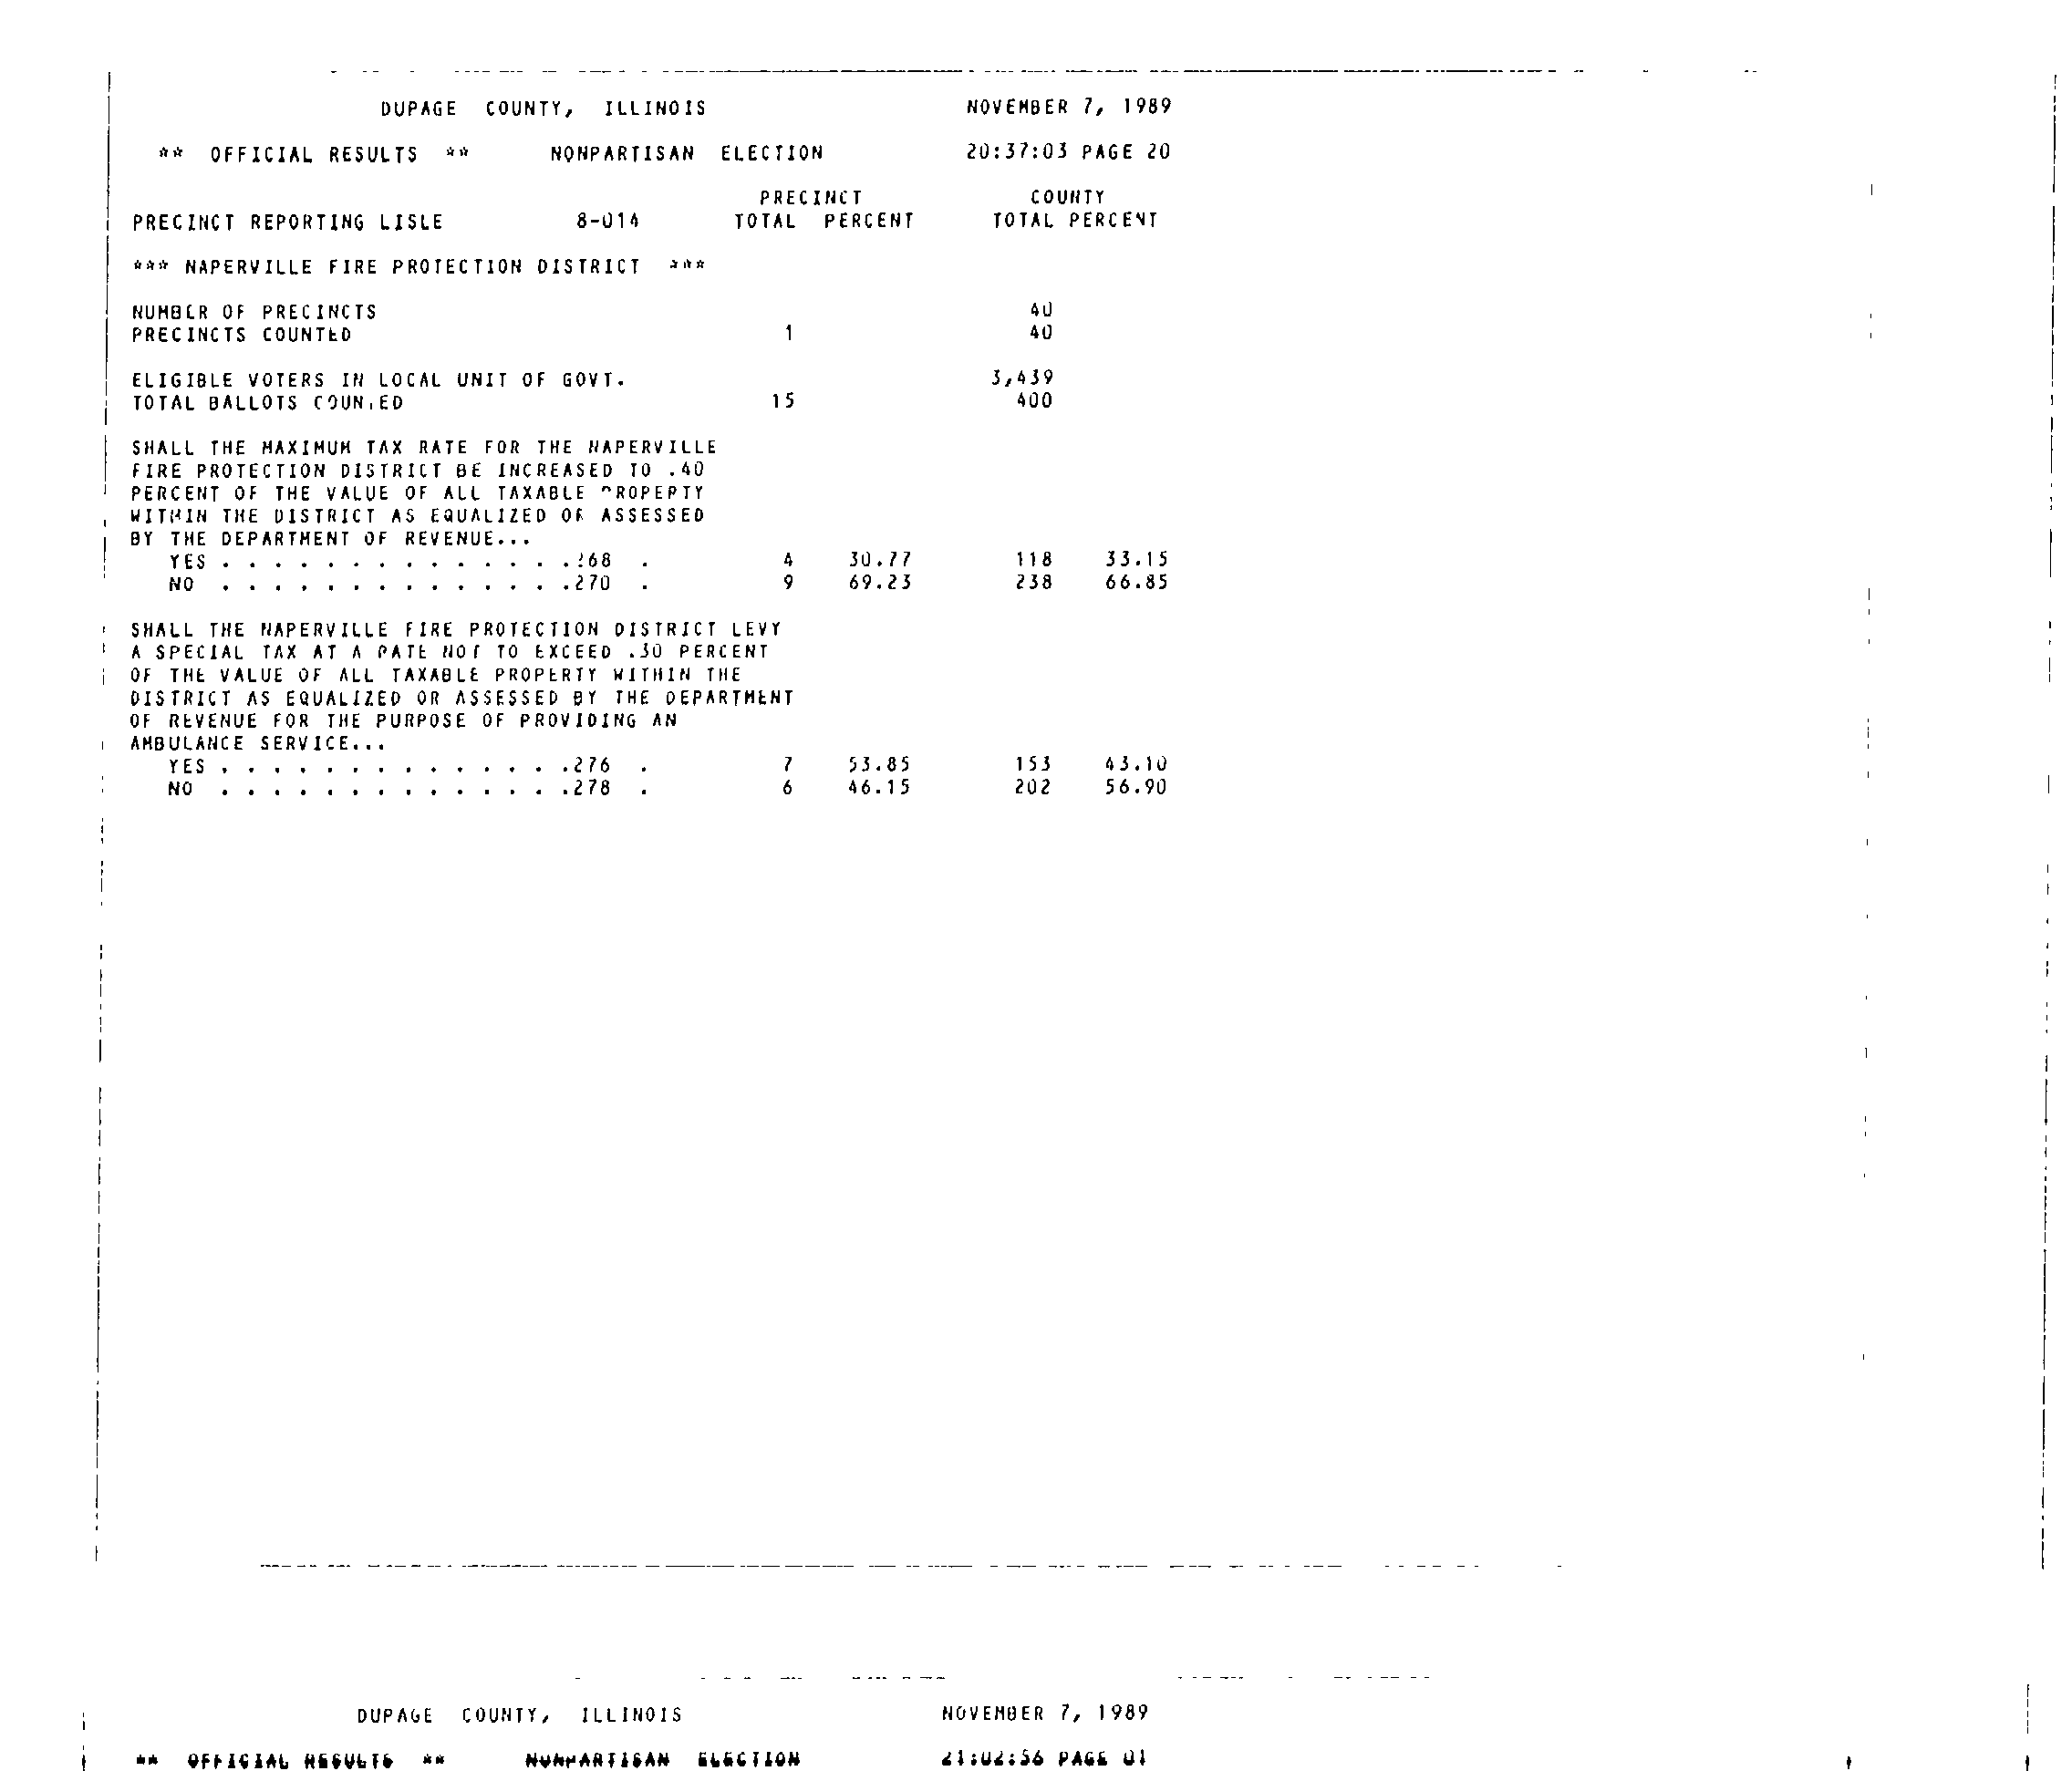 DUPAGE COUNTY, ILLINOIS NOVEMBER 7, 1989
** OFFICIAL RESULTS ** NONPARTISAN ELECTION 20:37:03 PAGE 20
PRECINCT COUNTY
PRECINCT REPORTING LISLE 8-014 TOTAL PERCENT TOTAL PERCENT
*** NAPERVILLE FIRE PROTECTION DISTRICT ***
NUMBER OF PRECINCTS 40
PRECINCTS COUNTED 1 40
ELIGIBLE VOTERS IN LOCAL UNIT OF GOVT. 3,439
TOTAL BALLOTS COUNTED 15 400
SHALL THE MAXIMUM TAX RATE FOR THE NAPERVILLE
FIRE PROTECTION DISTRICT BE INCREASED TO .40
PERCENT OF THE VALUE OF ALL TAXABLE PROPERTY
WITHIN THE DISTRICT AS EQUALIZED OR ASSESSED
BY THE DEPARTMENT OF REVENUE...
YES . . . . . . . . . . . . . .268 . 4 30.77 118 33.15
NO . . . . . . . . . . . . . .270 . 9 69.23 238 66.85
SHALL THE NAPERVILLE FIRE PROTECTION DISTRICT LEVY
A SPECIAL TAX AT A RATE NOT TO EXCEED .30 PERCENT
OF THE VALUE OF ALL TAXABLE PROPERTY WITHIN THE
DISTRICT AS EQUALIZED OR ASSESSED BY THE DEPARTMENT
OF REVENUE FOR THE PURPOSE OF PROVIDING AN
AMBULANCE SERVICE...
YES . . . . . . . . . . . . . .276 . 7 53.85 153 43.10
NO . . . . . . . . . . . . . .278 . 6 46.15 202 56.90
DUPAGE COUNTY, ILLINOIS NOVEMBER 7, 1989
** OFFICIAL RESULTS ** NONPARTISAN ELECTION 21:02:56 PAGE 01